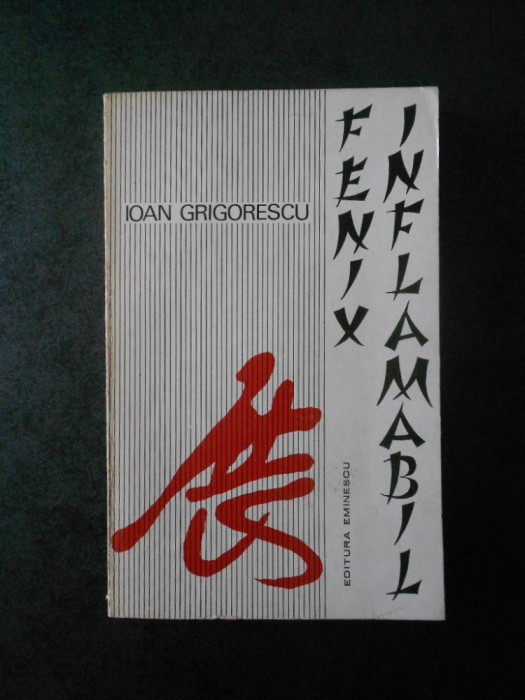 IOAN GRIGORESCU
FENIX
INFLAMABIL
EDITURA EMINESCU